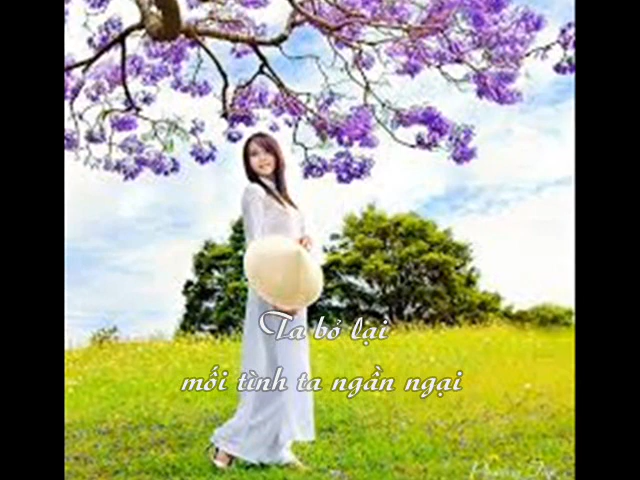 Ta bỏ lại
mối tình ta ngần ngại